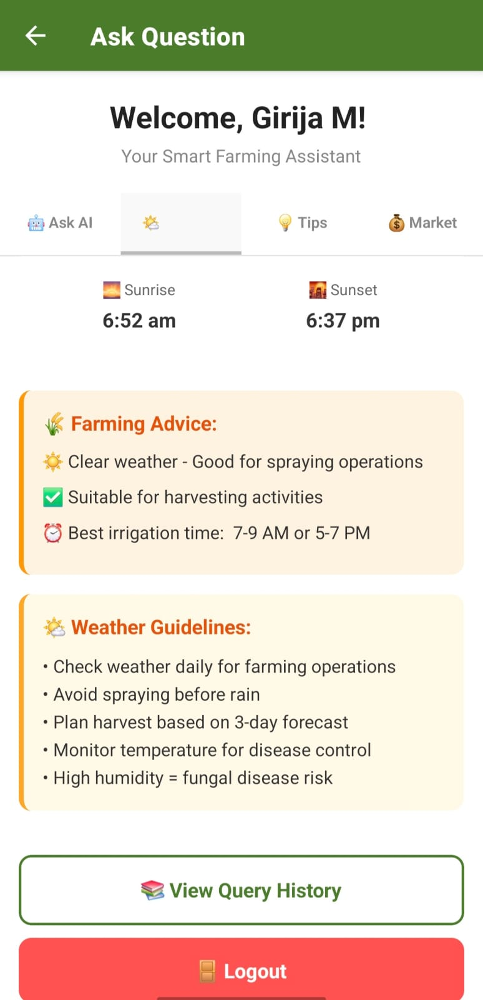 Ask Question
Welcome, Girija M!
Your Smart Farming Assistant
Ask AI
Tips
Market
Sunrise
Sunset
6:52 am
6:37 pm
Farming Advice:
Clear weather - Good for spraying operations
Suitable for harvesting activities
Best irrigation time: 7-9 AM or 5-7 PM
Weather Guidelines:
• Check weather daily for farming operations
• Avoid spraying before rain
• Plan harvest based on 3-day forecast
• Monitor temperature for disease control
• High humidity = fungal disease risk
View Query History
Logout